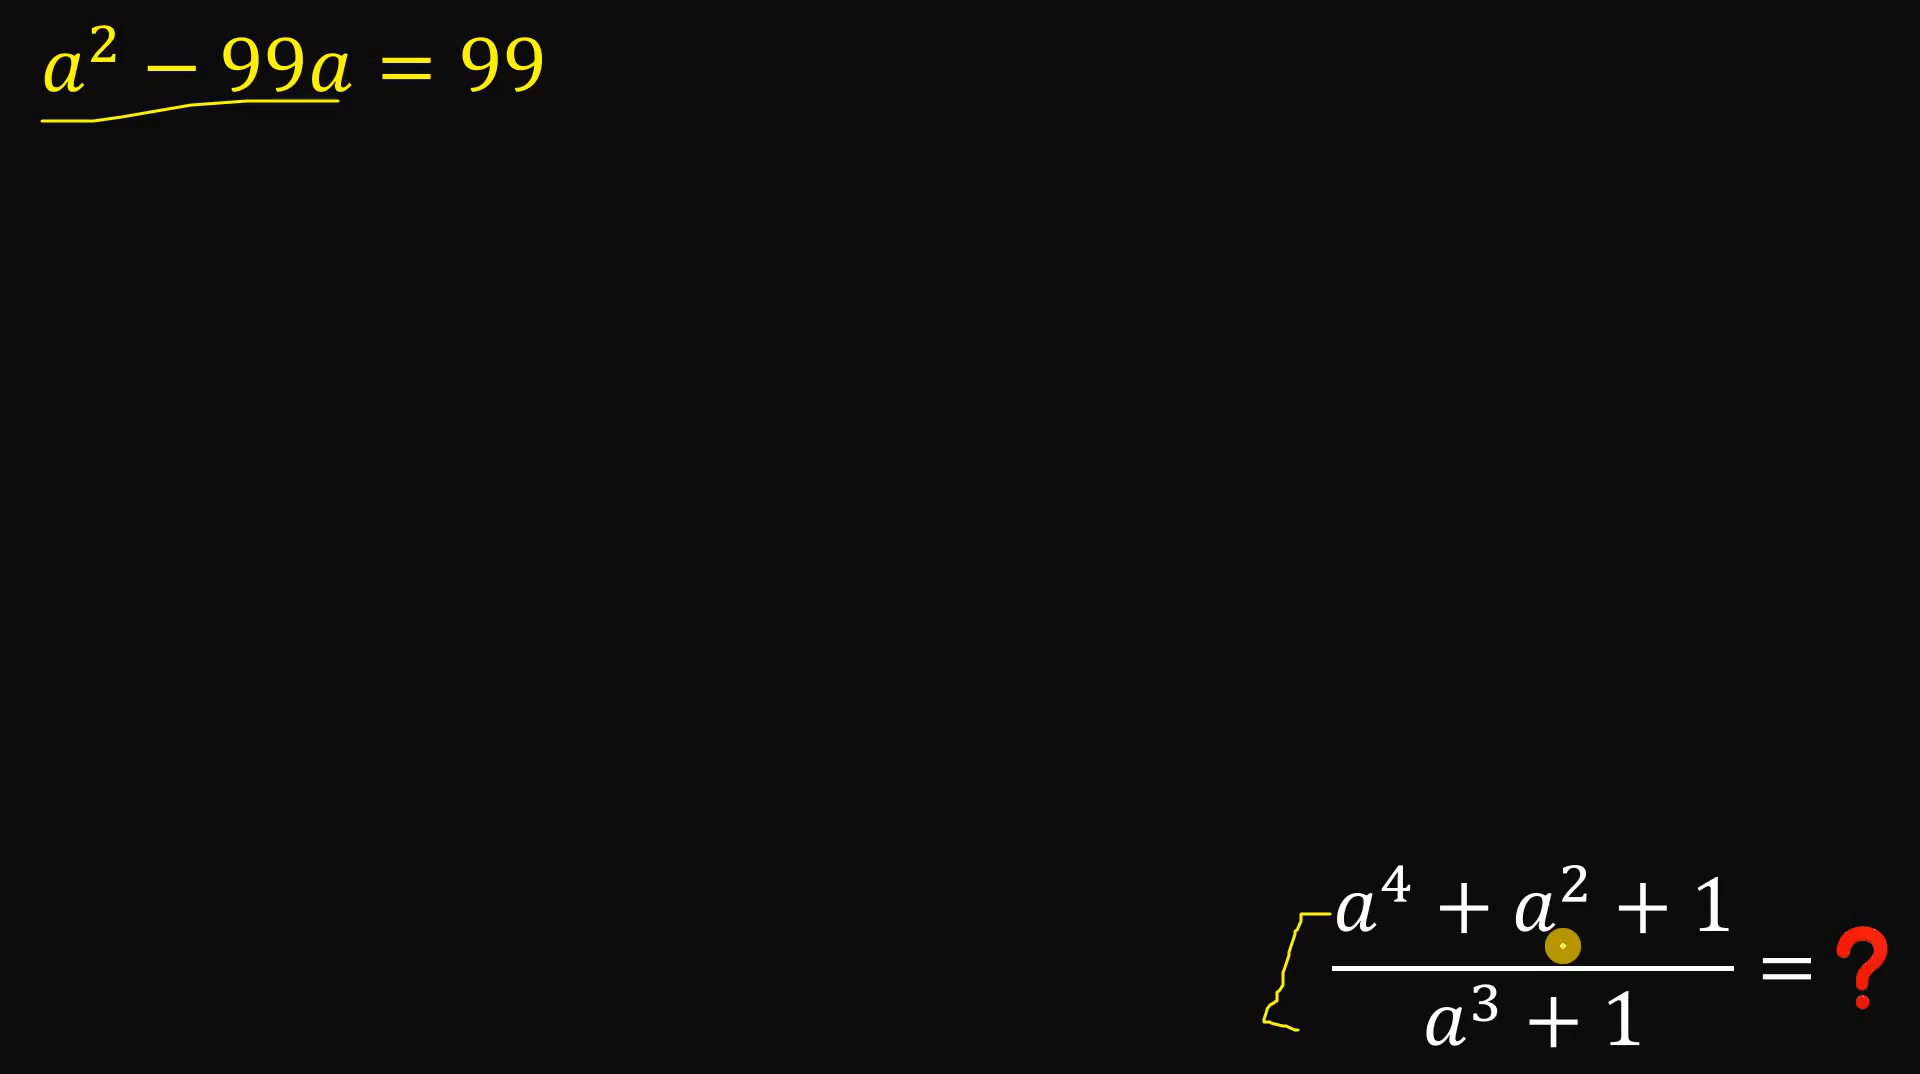 a² − 99a = 99
a⁴ + a² + 1
a³ + 1
= ❓